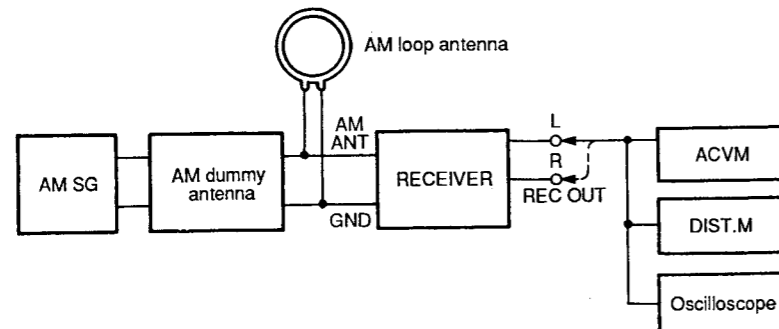 AM loop antenna
AM SG
AM dummy
antenna
AM
ANT
GND
RECEIVER
L
R
REC OUT
ACVM
DIST.M
Oscilloscope